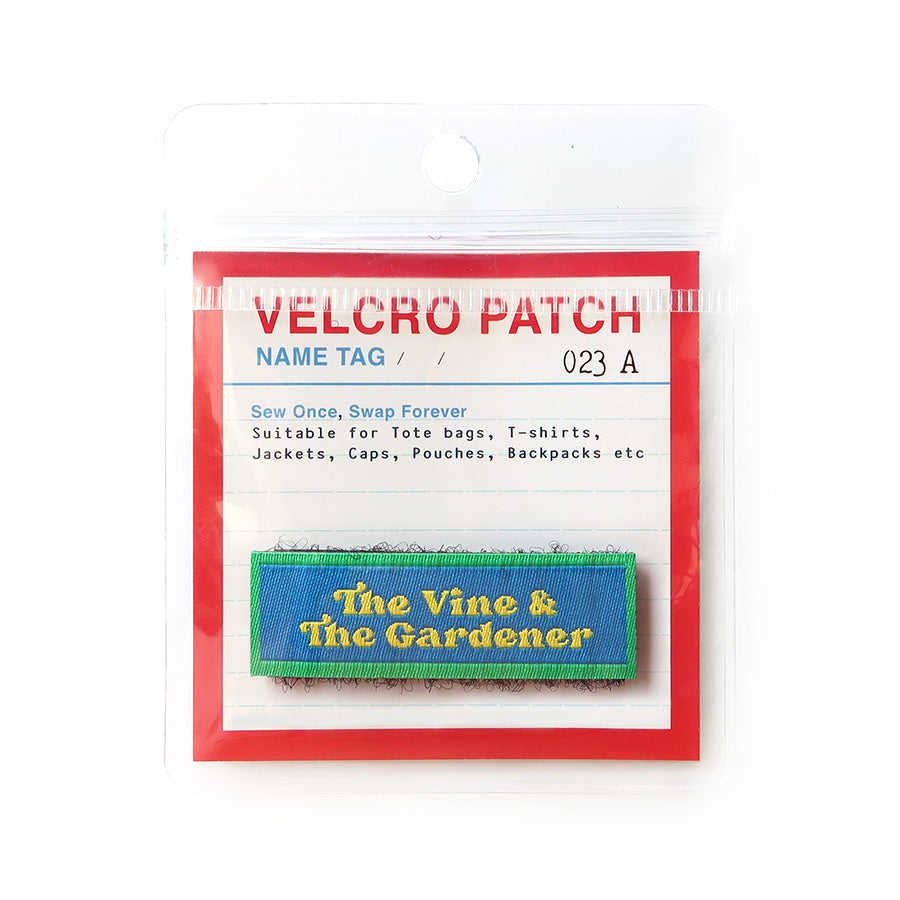 VELCRO PATCH
NAME TAG / / 023 A
Sew Once, Swap Forever
Suitable for Tote bags, T-shirts,
Jackets, Caps, Pouches, Backpacks etc
The Vine &
The Gardener